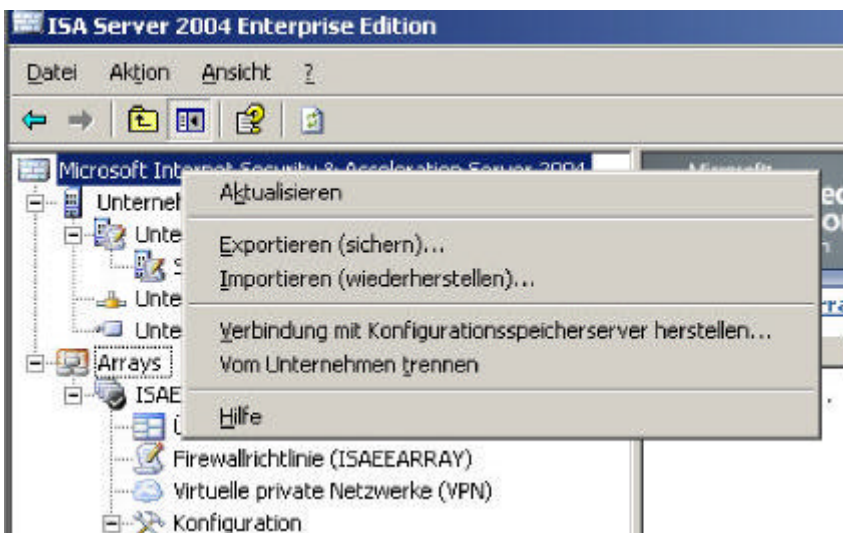 ISA Server 2004 Enterprise Edition
Datei Aktion Ansicht ?
Microsoft Internet Security & Acceleration Server 2004
Aktualisieren
Exportieren (sichern)...
Importieren (wiederherstellen)...
Verbindung mit Konfigurationsspeicherserver herstellen...
Vom Unternehmen trennen
Hilfe
Arrays
Firewallrichtlinie (ISAEEARRAY)
Virtuelle private Netzwerke (VPN)
Konfiguration